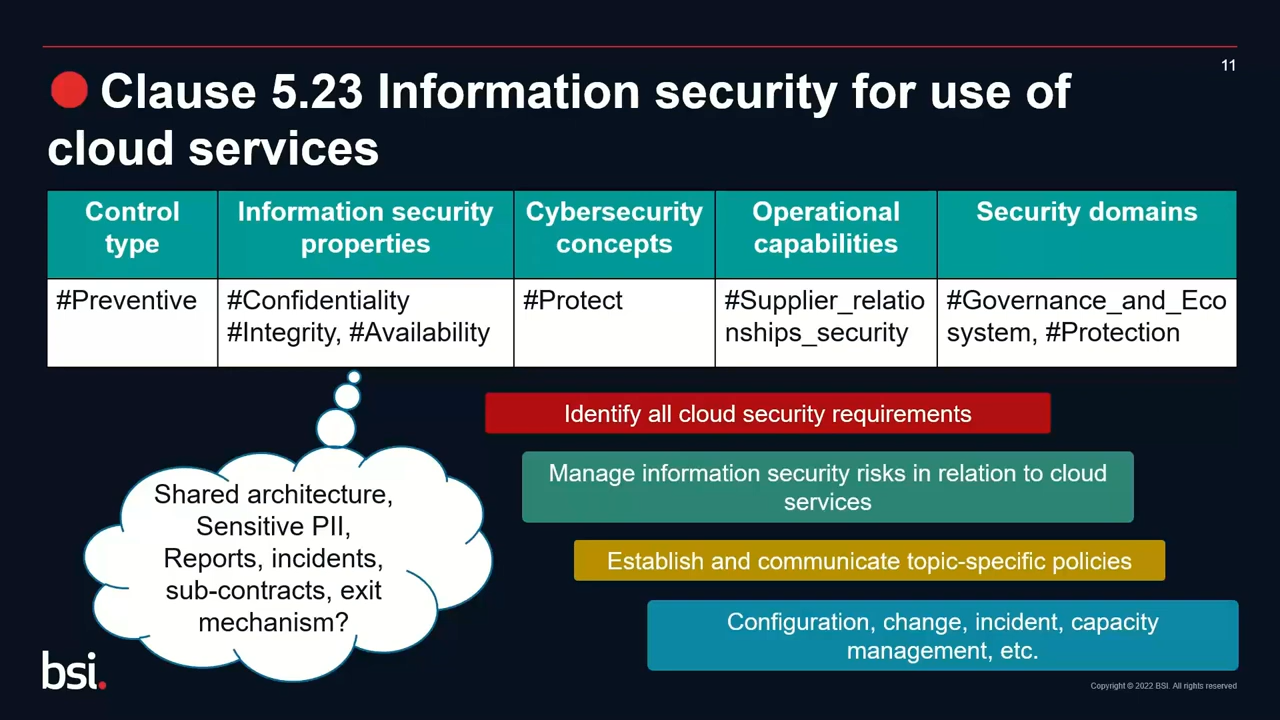 11
Clause 5.23 Information security for use of
cloud services
Control
type
Information security
properties
Cybersecurity
concepts
Operational
capabilities
Security domains
#Preventive
#Confidentiality
#Integrity, #Availability
#Protect
#Supplier_relatio
nships_security
#Governance_and_Eco
system, #Protection
Identify all cloud security requirements
Manage information security risks in relation to cloud
services
Establish and communicate topic-specific policies
Configuration, change, incident, capacity
management, etc.
Shared architecture,
Sensitive PII,
Reports, incidents,
sub-contracts, exit
mechanism?
bsi.
Copyright © 2022 BSI. All rights reserved